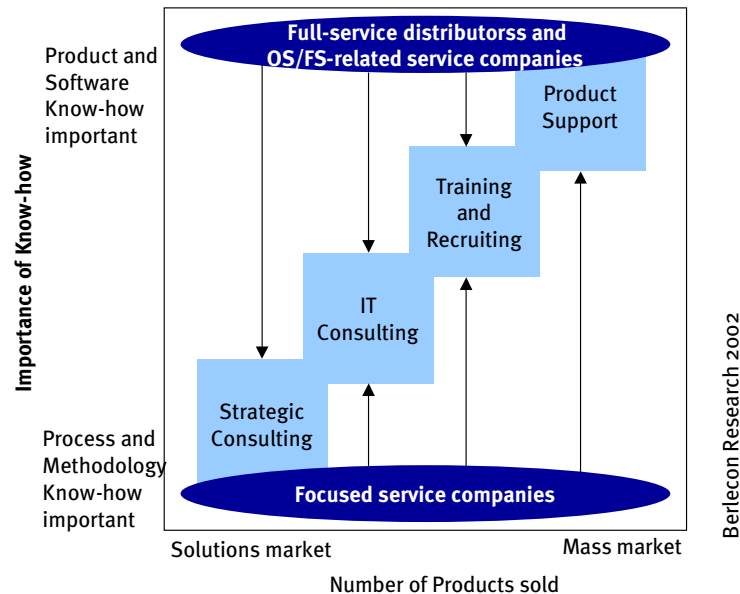 Full-service distributorss and
OS/FS-related service companies
Product and
Software
Know-how
important
Product
Support
Training
and
Recruiting
IT
Consulting
Strategic
Consulting
Importance of Know-how
Process and
Methodology
Know-how
important
Focused service companies
Solutions market
Mass market
Number of Products sold
Berlecon Research 2002